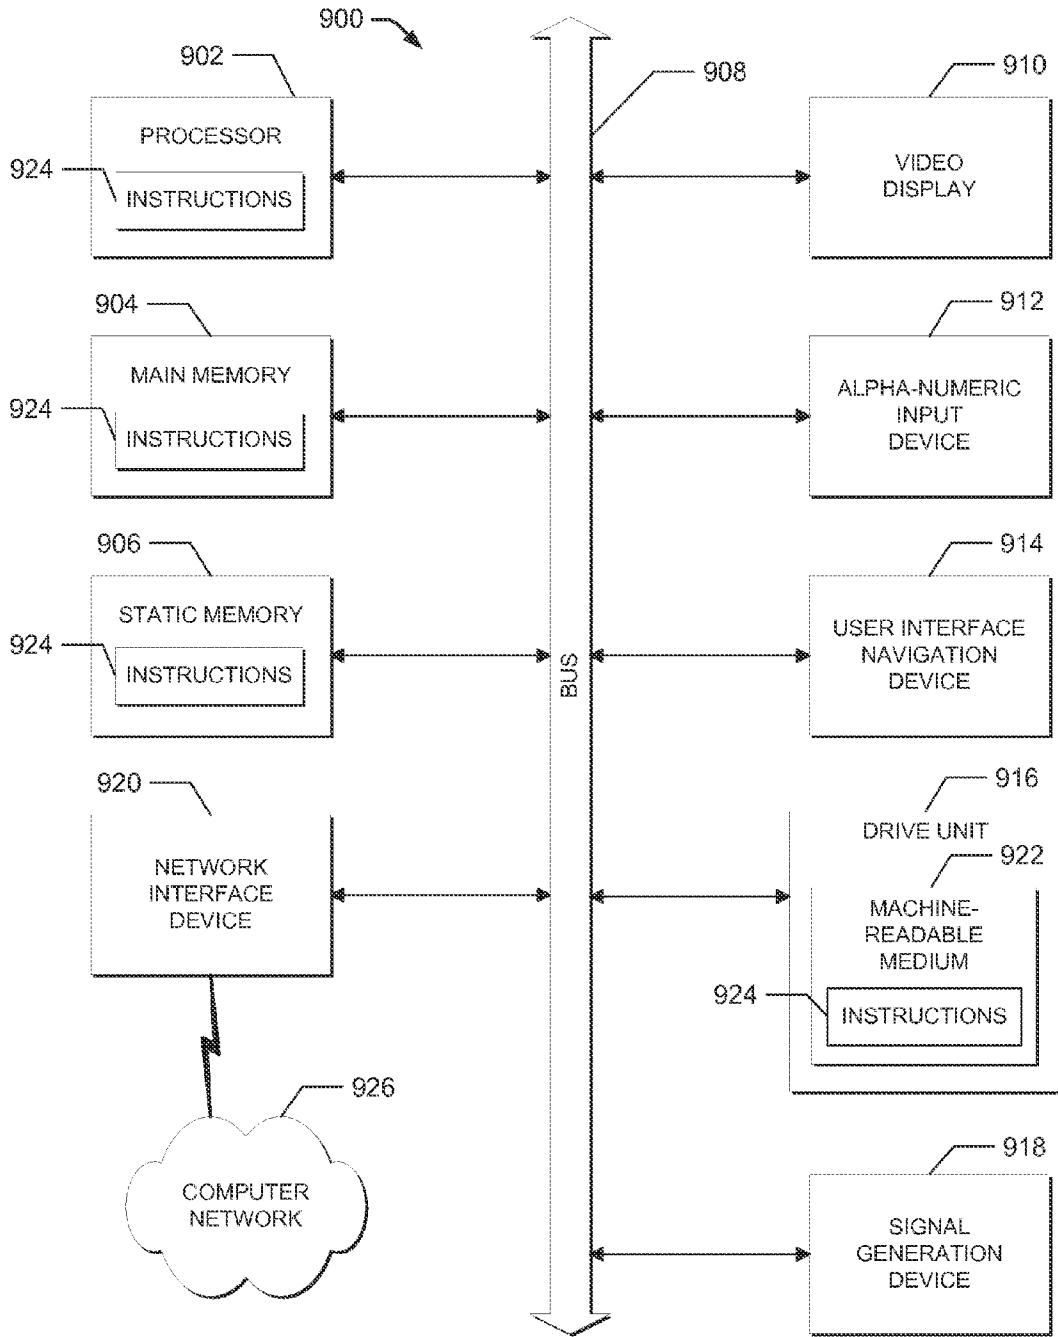 900
902
PROCESSOR
924
INSTRUCTIONS
904
MAIN MEMORY
924
INSTRUCTIONS
906
STATIC MEMORY
924
INSTRUCTIONS
920
NETWORK
INTERFACE
DEVICE
926
COMPUTER
NETWORK
908
BUS
910
VIDEO
DISPLAY
912
ALPHA-NUMERIC
INPUT
DEVICE
914
USER INTERFACE
NAVIGATION
DEVICE
916
DRIVE UNIT
922
MACHINE-
READABLE
MEDIUM
924
INSTRUCTIONS
918
SIGNAL
GENERATION
DEVICE